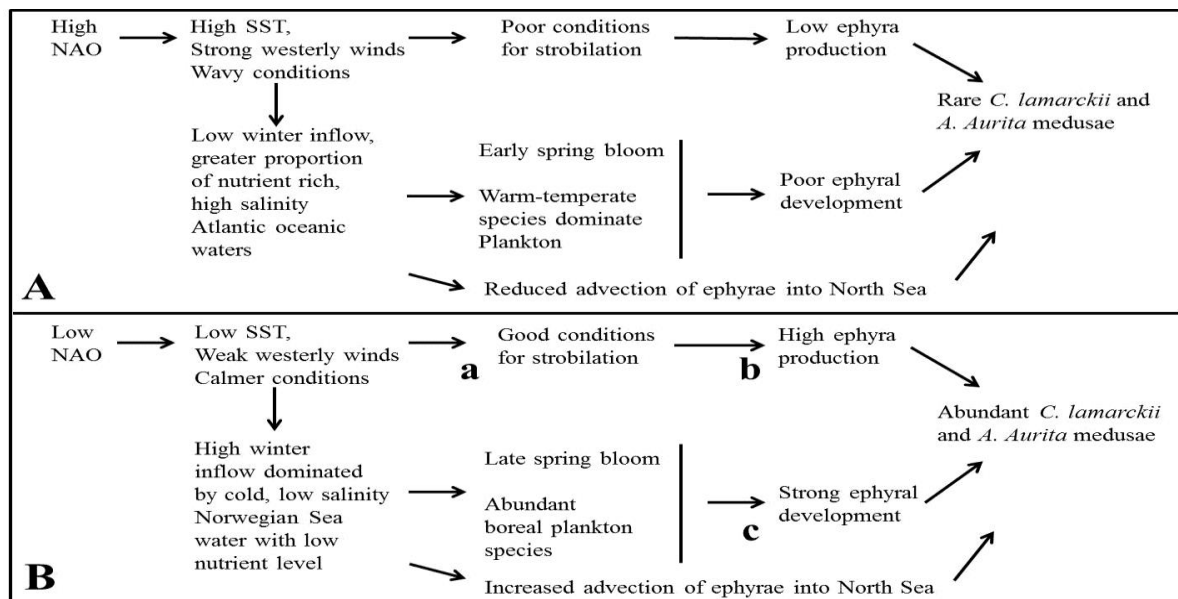 High
NAO
High SST,
Strong westerly winds
Wavy conditions
Poor conditions
for strobilation
Low ephyra
production
Rare C. lamarckii and
A. Aurita medusae
Low winter inflow,
greater proportion
of nutrient rich,
high salinity
Atlantic oceanic
waters
Early spring bloom
Warm-temperate
species dominate
Plankton
Poor ephyral
development
Reduced advection of ephyrae into North Sea
A
Low
NAO
Low SST,
Weak westerly winds
Calmer conditions
a
Good conditions
for strobilation
b
High ephyra
production
Abundant C. lamarckii
and A. Aurita medusae
High winter
inflow dominated
by cold, low salinity
Norwegian Sea
water with low
nutrient level
Late spring bloom
Abundant
boreal plankton
species
c
Strong ephyral
development
Increased advection of ephyrae into North Sea
B